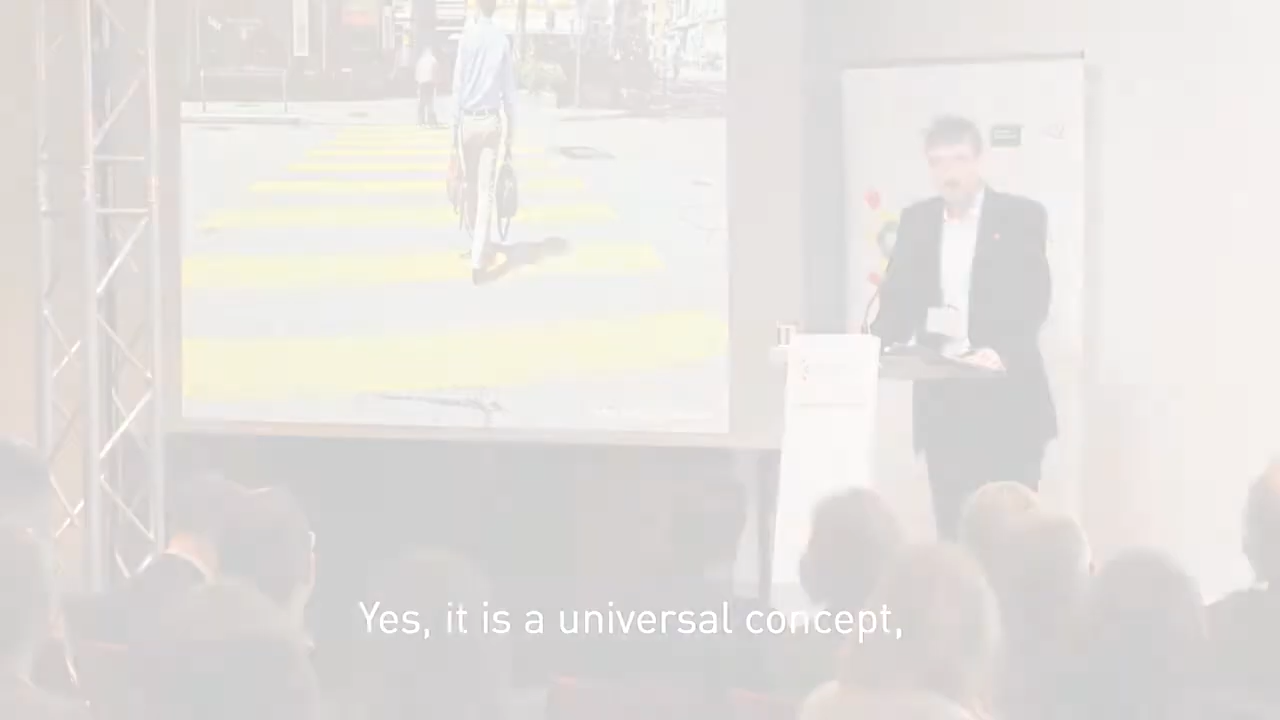 Yes, it is a universal concept,